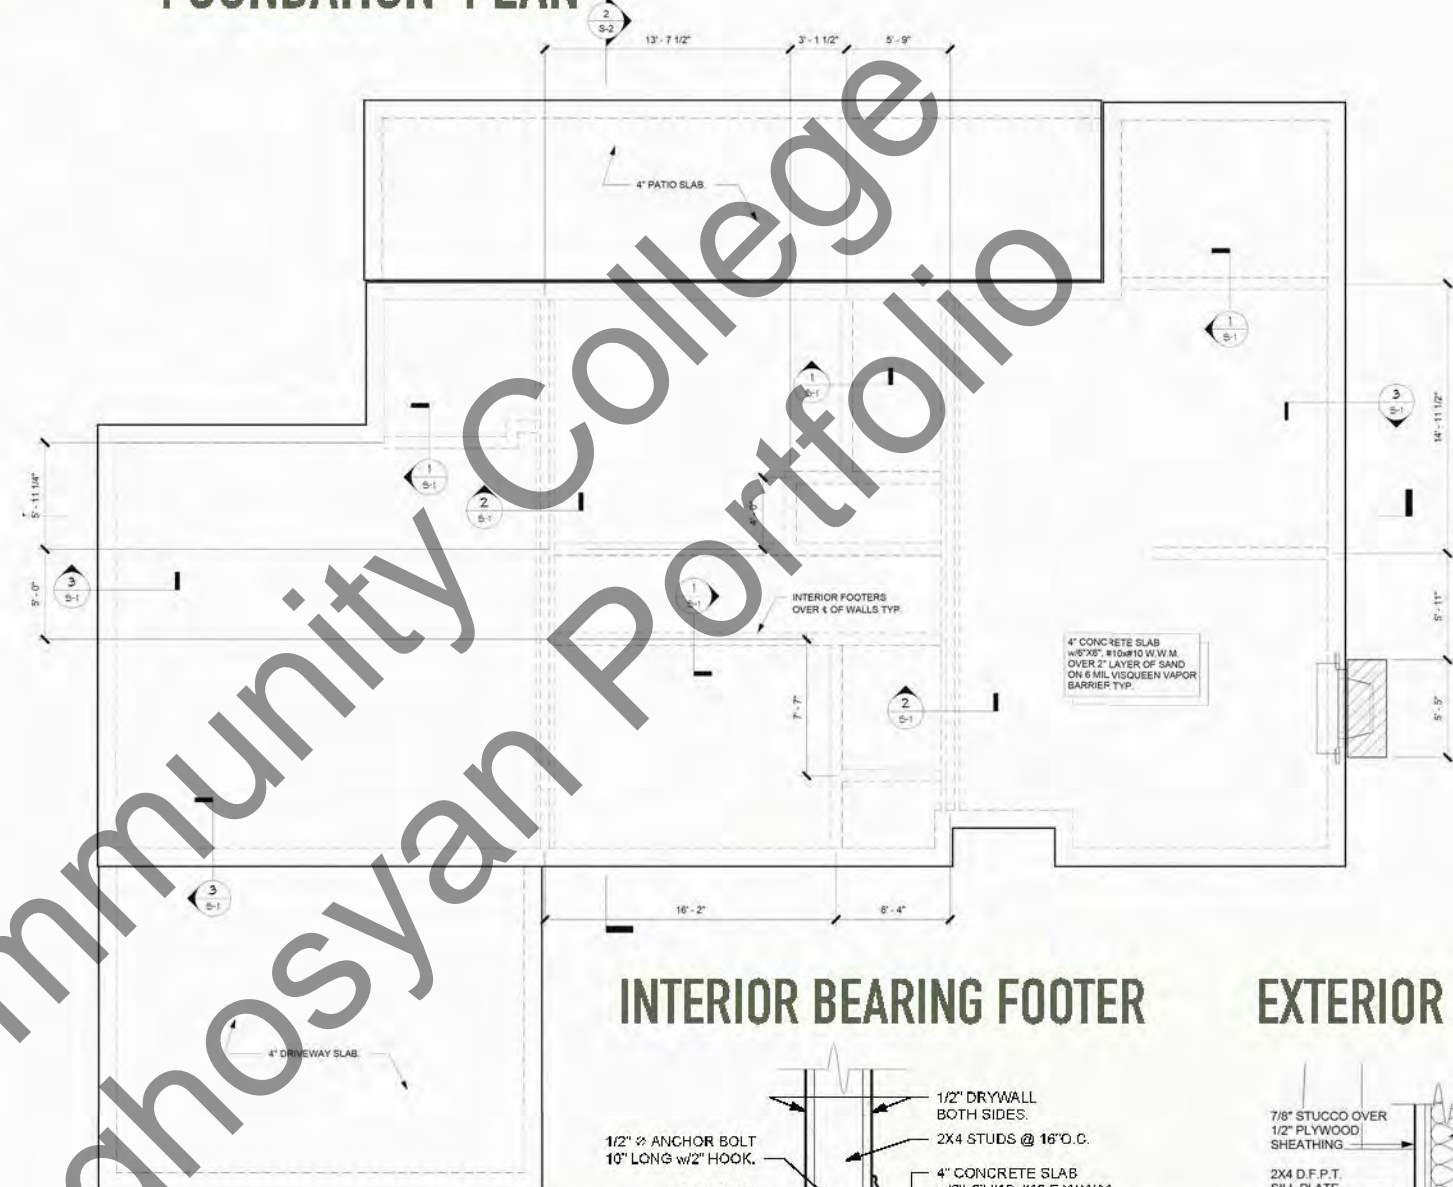 FOUNDATION PLAN
2
S-2
13' - 7 1/2"
3' - 1 1/2"
5' - 9"
4" PATIO SLAB.
1
S-1
1
S-1
3
S-1
14' - 11 1/2"
5' - 11 1/4"
1
S-1
2
S-1
4' - 0"
3
S-1
5' - 0"
1
S-1
INTERIOR FOOTERS
OVER ℄ OF WALLS TYP.
5' - 11"
4" CONCRETE SLAB
w/6"X6", #10x#10 W.W.M.
OVER 2" LAYER OF SAND
ON 6 MIL VISQUEEN VAPOR
BARRIER TYP.
7' - 7"
2
S-1
5' - 5"
3
S-1
16' - 2"
6' - 4"
INTERIOR BEARING FOOTER
EXTERIOR
4" DRIVEWAY SLAB.
1/2" DRYWALL
BOTH SIDES.
2X4 STUDS @ 16"O.C.
1/2" Ø ANCHOR BOLT
10" LONG w/2" HOOK.
4" CONCRETE SLAB
7/8" STUCCO OVER
1/2" PLYWOOD
SHEATHING
2X4 D.F.P.T.
SILL PLATE
mmunity College
ghosyan Portfolio